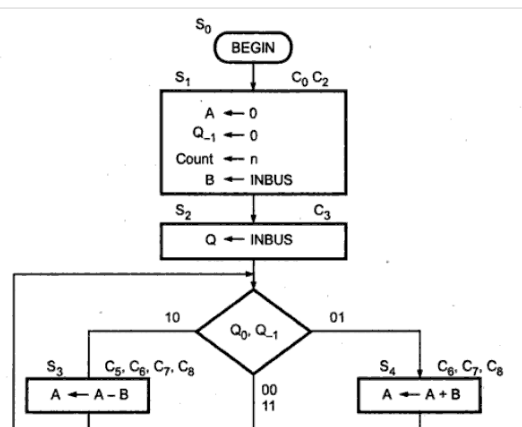 S0
BEGIN
S1 C0 C2
A ← 0
Q-1 ← 0
Count ← n
B ← INBUS
S2 C3
Q ← INBUS
10 Q0, Q-1 01
S3 C5, C6, C7, C8 S4 C6, C7, C8
A ← A – B 00 A ← A + B
11